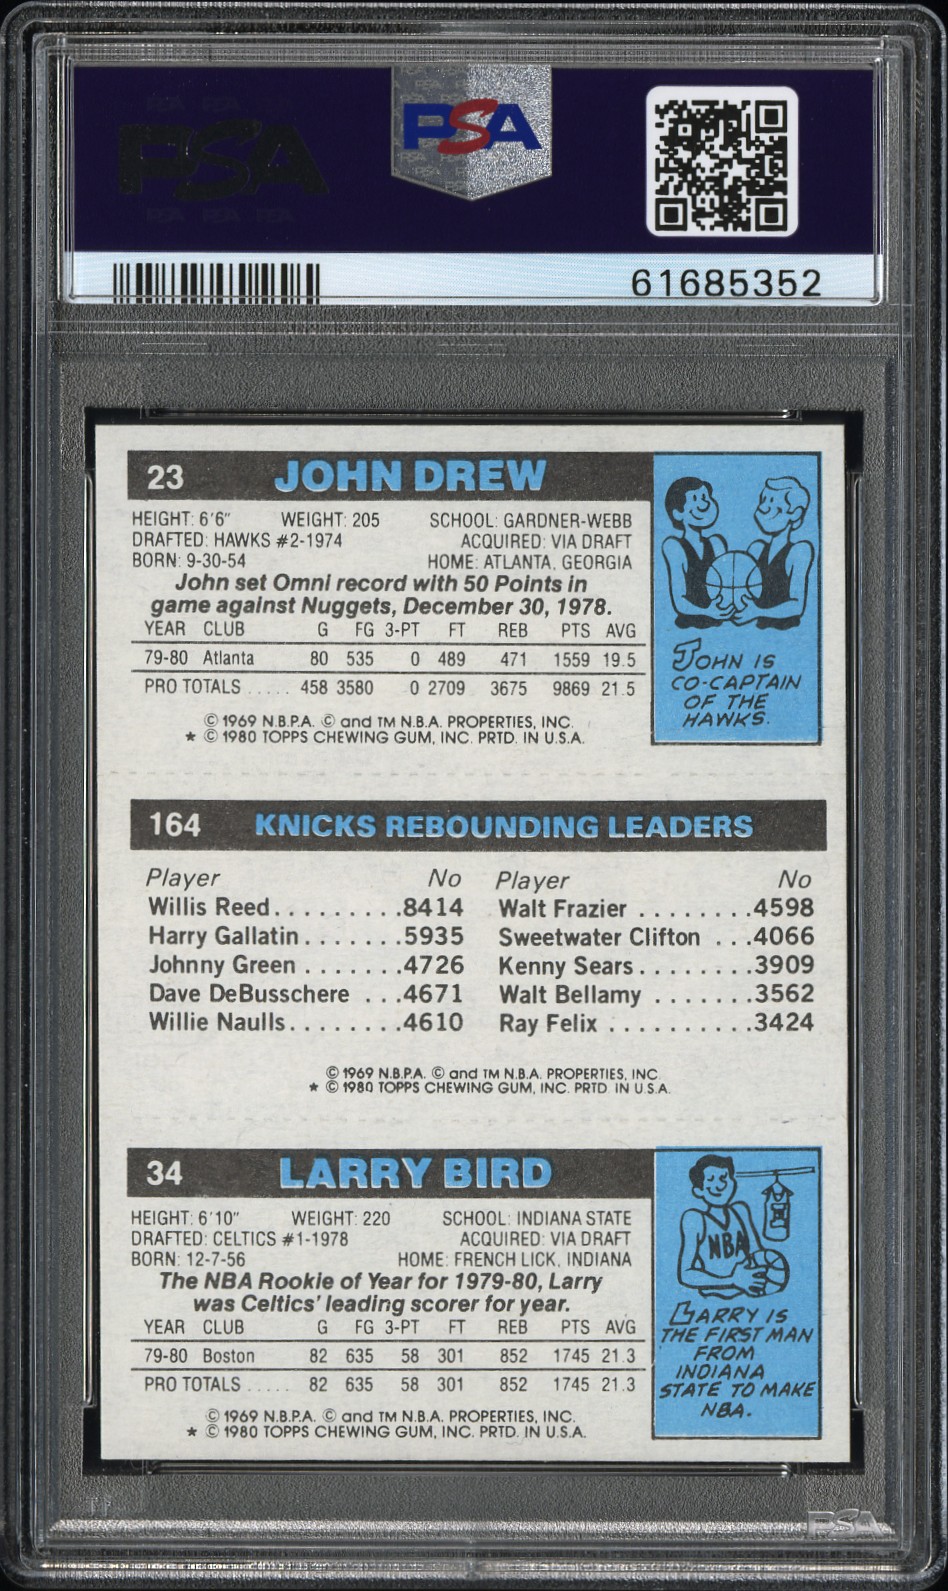 PSA
PSA
61685352
23 JOHN DREW
HEIGHT: 6'6" WEIGHT: 205 SCHOOL: GARDNER-WEBB
DRAFTED: HAWKS #2-1974 ACQUIRED: VIA DRAFT
BORN: 9-30-54 HOME: ATLANTA, GEORGIA
John set Omni record with 50 Points in
game against Nuggets, December 30, 1978.
YEAR CLUB G FG 3-PT FT REB PTS AVG
79-80 Atlanta 80 535 0 489 471 1559 19.5
PRO TOTALS ..... 458 3580 0 2709 3675 9869 21.5
© 1969 N.B.P.A. © and TM N.B.A. PROPERTIES, INC.
* © 1980 TOPPS CHEWING GUM, INC. PRTD. IN U.S.A.
JOHN IS
CO-CAPTAIN
OF THE
HAWKS.
164 KNICKS REBOUNDING LEADERS
Player No Player No
Willis Reed.........8414 Walt Frazier ........4598
Harry Gallatin.......5935 Sweetwater Clifton ...4066
Johnny Green .......4726 Kenny Sears........3909
Dave DeBusschere ...4671 Walt Bellamy .......3562
Willie Naulls........4610 Ray Felix ..........3424
© 1969 N.B.P.A. © and TM N.B.A. PROPERTIES, INC.
* © 1980 TOPPS CHEWING GUM, INC. PRTD. IN U.S.A.
34 LARRY BIRD
HEIGHT: 6'10" WEIGHT: 220 SCHOOL: INDIANA STATE
DRAFTED: CELTICS #1-1978 ACQUIRED: VIA DRAFT
BORN: 12-7-56 HOME: FRENCH LICK, INDIANA
The NBA Rookie of Year for 1979-80, Larry
was Celtics' leading scorer for year.
YEAR CLUB G FG 3-PT FT REB PTS AVG
79-80 Boston 82 635 58 301 852 1745 21.3
PRO TOTALS ..... 82 635 58 301 852 1745 21.3
© 1969 N.B.P.A. © and TM N.B.A. PROPERTIES, INC.
* © 1980 TOPPS CHEWING GUM, INC. PRTD. IN U.S.A.
NBA
LARRY IS
THE FIRST MAN
FROM
INDIANA
STATE TO MAKE
NBA.
PSA